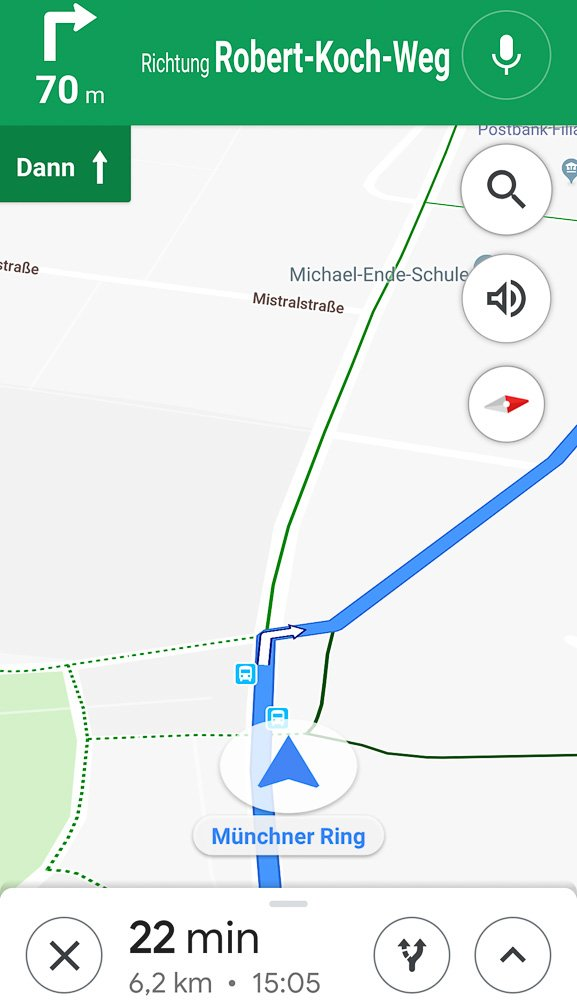 Richtung Robert-Koch-Weg
70 m
Dann
Postbank Filia
straße
Michael-Ende-Schule
Mistralstraße
Münchner Ring
22 min
6,2 km • 15:05